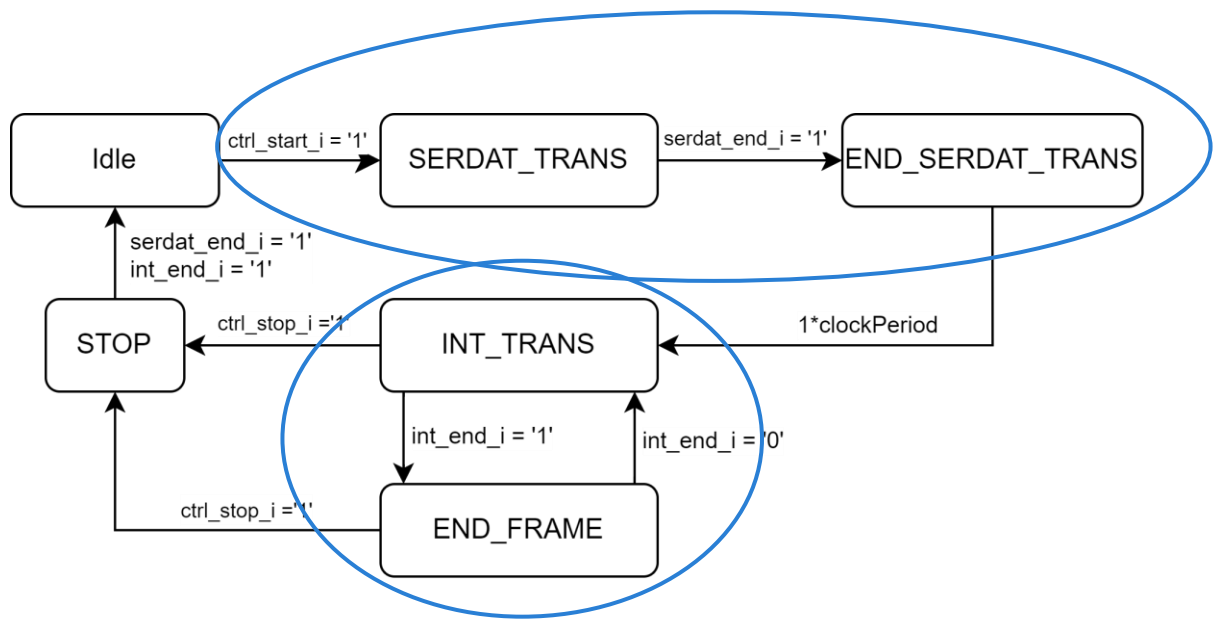 Idle
ctrl_start_i = '1'
SERDAT_TRANS
serdat_end_i = '1'
END_SERDAT_TRANS
serdat_end_i = '1'
int_end_i = '1'
STOP
ctrl_stop_i ='1'
INT_TRANS
1*clockPeriod
int_end_i = '1'
int_end_i = '0'
ctrl_stop_i ='1'
END_FRAME